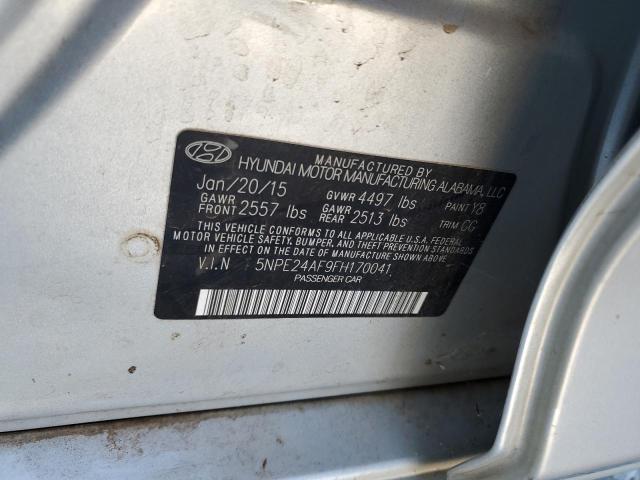 MANUFACTURED BY
HYUNDAI MOTOR MANUFACTURING ALABAMA, LLC
Jan/20/15 GVWR 4497 lbs PAINT Y8
GAWR FRONT 2557 lbs GAWR REAR 2513 lbs TRIM CG
THIS VEHICLE CONFORMS TO ALL APPLICABLE U.S.A. FEDERAL
MOTOR VEHICLE SAFETY, BUMPER, AND THEFT PREVENTION STANDARDS IN EFFECT
ON THE DATE OF MANUFACTURE SHOWN ABOVE.
V.I.N 5NPE24AF9FH170041
PASSENGER CAR